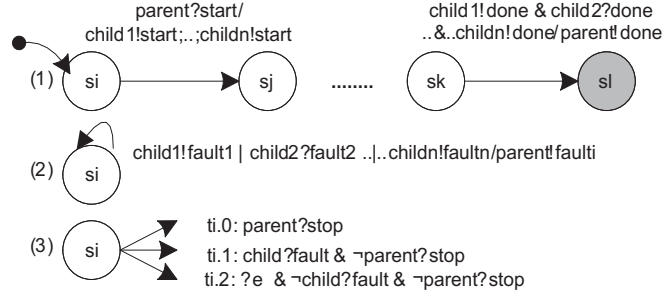 parent?start/
child1!start;..;childn!start
child1!done & child2?done
..&..childn!done/parent!done
(1) si sj ........ sk sl
child1!fault1 | child2?fault2 ..|..childn!faultn/parent!faulti
(2) si
ti.0: parent?stop
(3) si ti.1: child?fault & ¬parent?stop
ti.2: ?e & ¬child?fault & ¬parent?stop